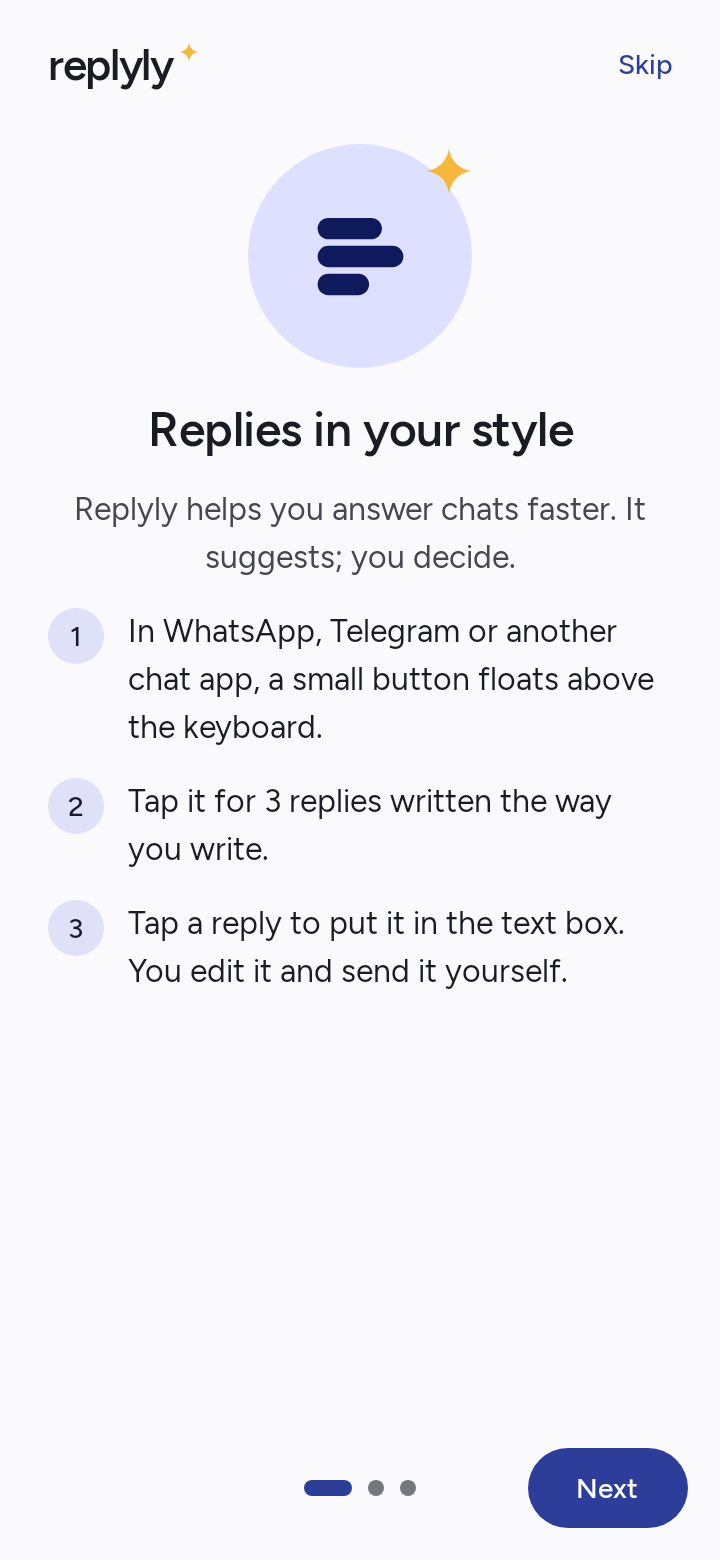 replyly
Skip
Replies in your style
Replyly helps you answer chats faster. It
suggests; you decide.
1
In WhatsApp, Telegram or another
chat app, a small button floats above
the keyboard.
2
Tap it for 3 replies written the way
you write.
3
Tap a reply to put it in the text box.
You edit it and send it yourself.
Next